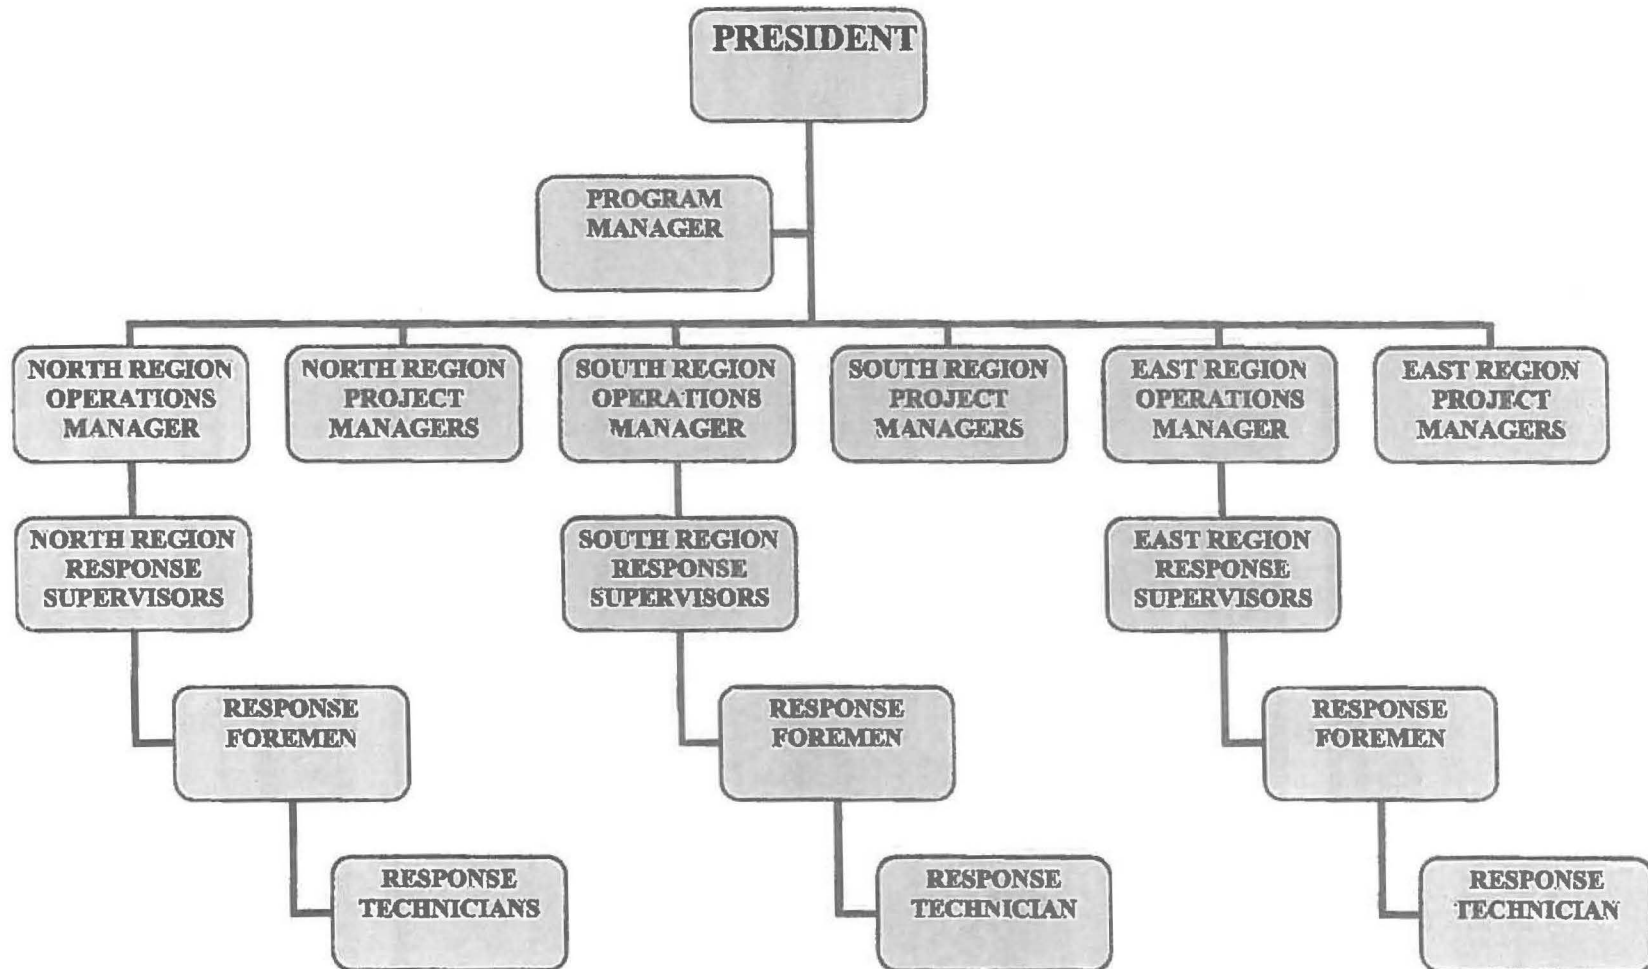 PRESIDENT
PROGRAM
MANAGER
NORTH REGION
OPERATIONS
MANAGER
NORTH REGION
PROJECT
MANAGERS
SOUTH REGION
OPERATIONS
MANAGER
SOUTH REGION
PROJECT
MANAGERS
EAST REGION
OPERATIONS
MANAGER
EAST REGION
PROJECT
MANAGERS
NORTH REGION
RESPONSE
SUPERVISORS
SOUTH REGION
RESPONSE
SUPERVISORS
EAST REGION
RESPONSE
SUPERVISORS
RESPONSE
FOREMEN
RESPONSE
FOREMEN
RESPONSE
FOREMEN
RESPONSE
TECHNICIANS
RESPONSE
TECHNICIAN
RESPONSE
TECHNICIAN